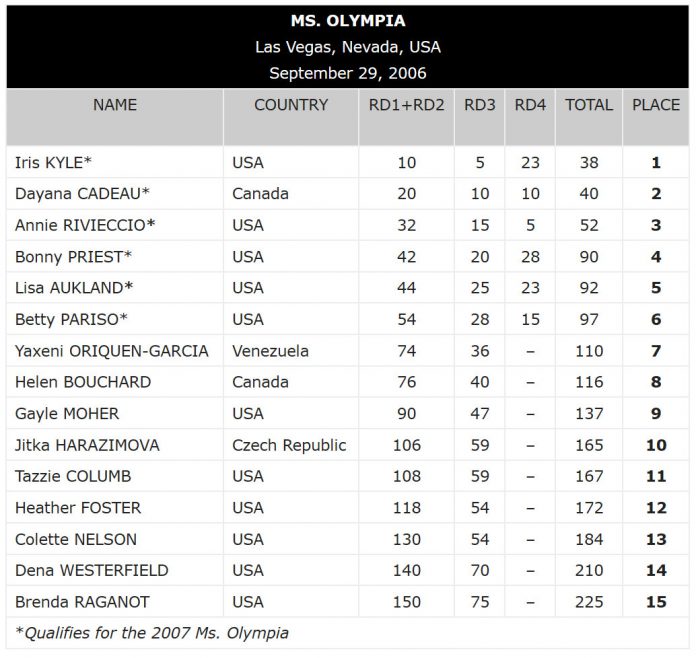 MS. OLYMPIA
Las Vegas, Nevada, USA
September 29, 2006
NAME COUNTRY RD1+RD2 RD3 RD4 TOTAL PLACE
Iris KYLE* USA 10 5 23 38 1
Dayana CADEAU* Canada 20 10 10 40 2
Annie RIVIECCIO* USA 32 15 5 52 3
Bonny PRIEST* USA 42 20 28 90 4
Lisa AUKLAND* USA 44 25 23 92 5
Betty PARISO* USA 54 28 15 97 6
Yaxeni ORIQUEN-GARCIA Venezuela 74 36 – 110 7
Helen BOUCHARD Canada 76 40 – 116 8
Gayle MOHER USA 90 47 – 137 9
Jitka HARAZIMOVA Czech Republic 106 59 – 165 10
Tazzie COLUMB USA 108 59 – 167 11
Heather FOSTER USA 118 54 – 172 12
Colette NELSON USA 130 54 – 184 13
Dena WESTERFIELD USA 140 70 – 210 14
Brenda RAGANOT USA 150 75 – 225 15
*Qualifies for the 2007 Ms. Olympia